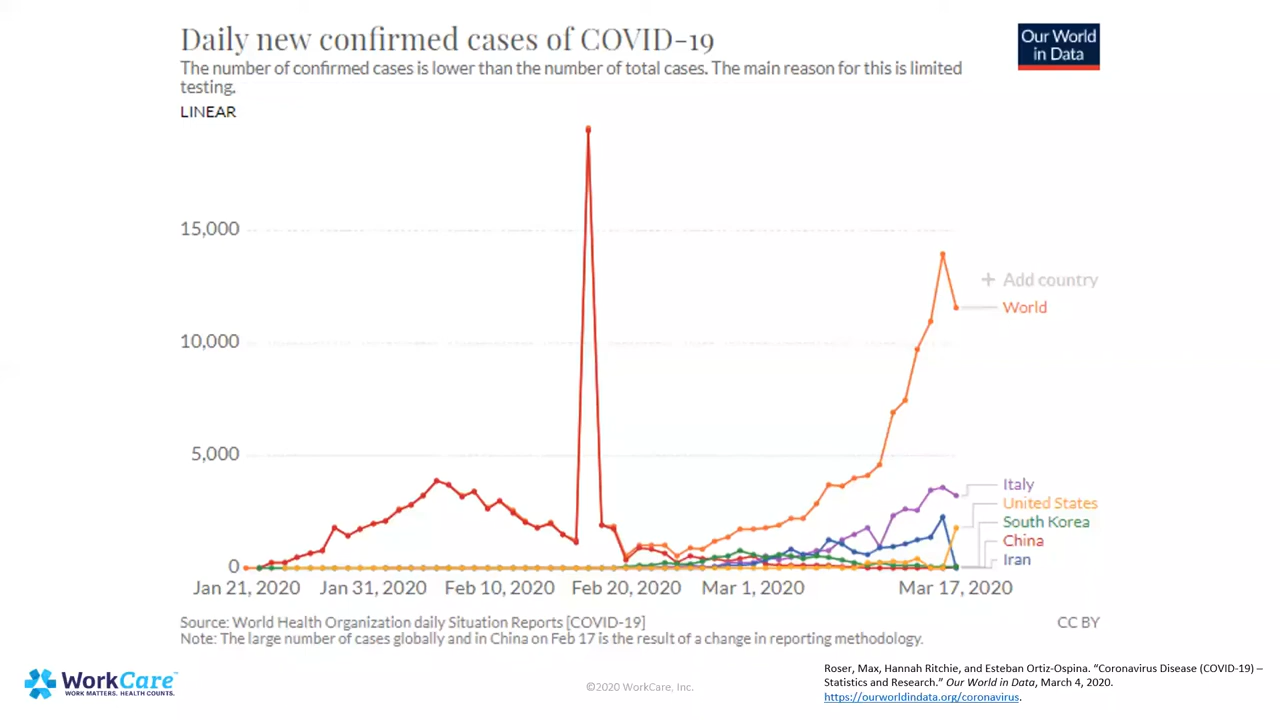 Daily new confirmed cases of COVID-19
The number of confirmed cases is lower than the number of total cases. The main reason for this is limited
testing.
Our World
in Data
LINEAR
15,000
10,000
5,000
0
+ Add country
World
Italy
United States
South Korea
China
Iran
Jan 21, 2020
Jan 31, 2020
Feb 10, 2020
Feb 20, 2020
Mar 1, 2020
Mar 17, 2020
Source: World Health Organization daily Situation Reports [COVID-19]
CC BY
Note: The large number of cases globally and in China on Feb 17 is the result of a change in reporting methodology.
WorkCare™
WORK MATTERS. HEALTH COUNTS.
©2020 WorkCare, Inc.
Roser, Max, Hannah Ritchie, and Esteban Ortiz-Ospina. “Coronavirus Disease (COVID-19) –
Statistics and Research.” Our World in Data, March 4, 2020.
https://ourworldindata.org/coronavirus.